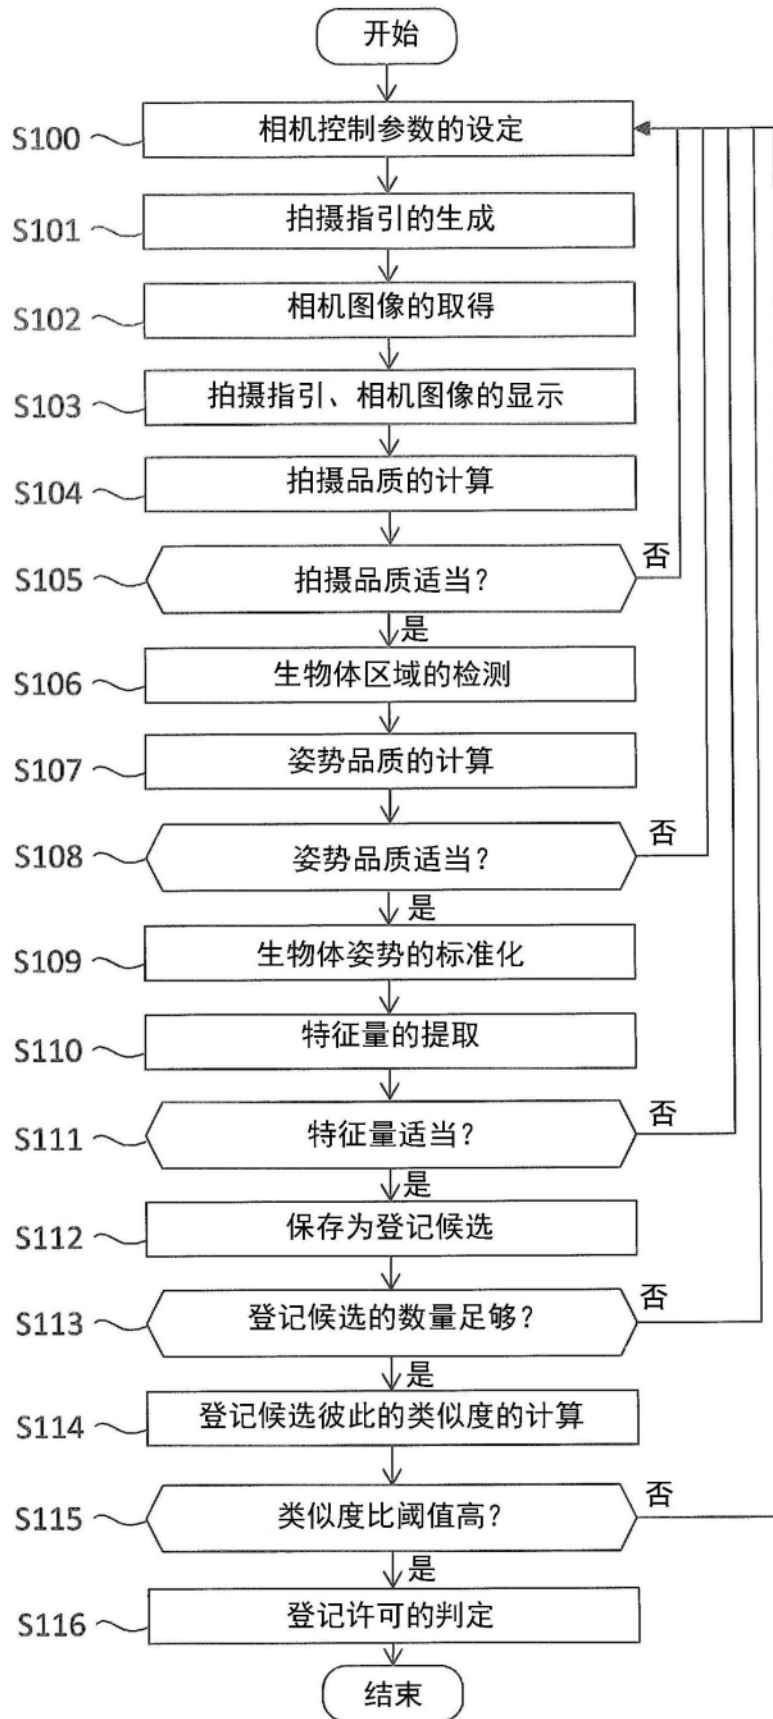 开始
S100 相机控制参数的设定
S101 拍摄指引的生成
S102 相机图像的取得
S103 拍摄指引、相机图像的显示
S104 拍摄品质的计算
S105 拍摄品质适当? 否
是
S106 生物体区域的检测
S107 姿势品质的计算
S108 姿势品质适当? 否
是
S109 生物体姿势的标准化
S110 特征量的提取
S111 特征量适当? 否
是
S112 保存为登记候选
S113 登记候选的数量足够? 否
是
S114 登记候选彼此的类似度的计算
S115 类似度比阈值高? 否
是
S116 登记许可的判定
结束